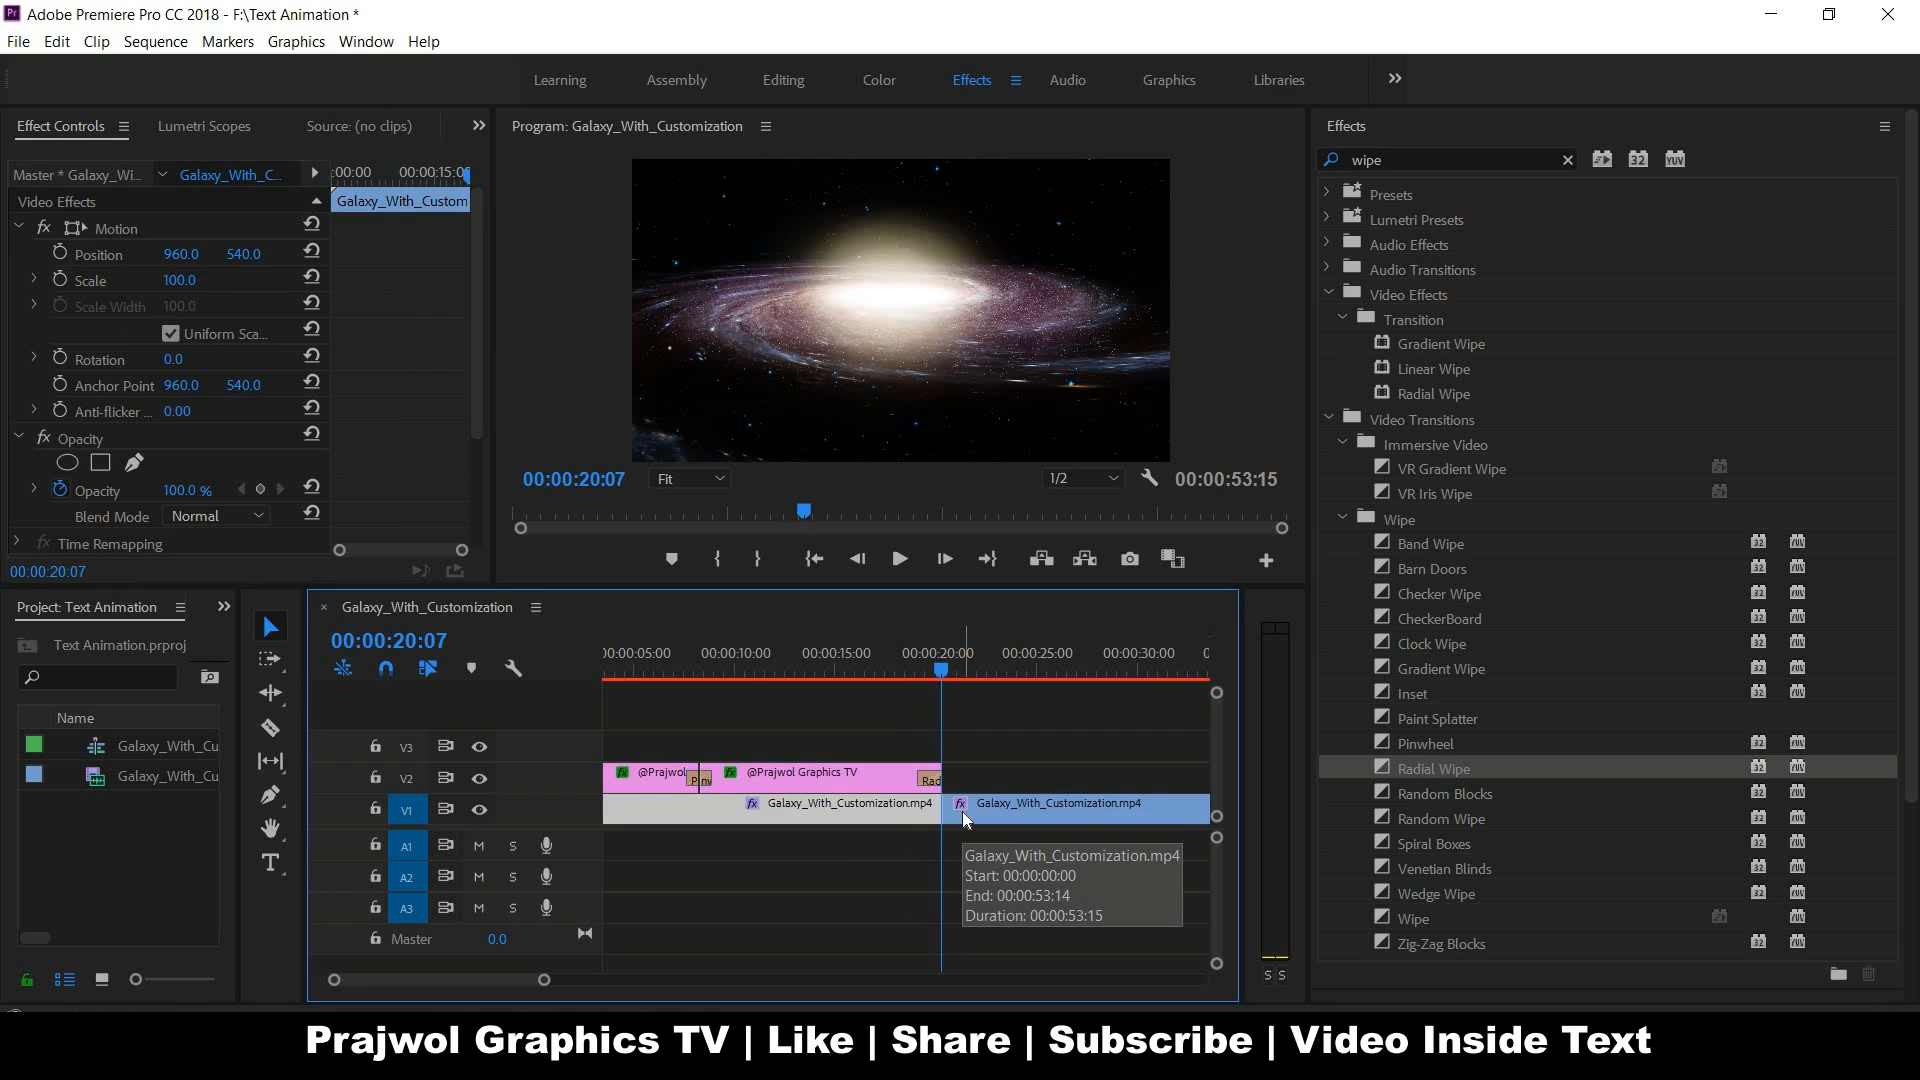 Adobe Premiere Pro CC 2018 - F:\Text Animation *
File Edit Clip Sequence Markers Graphics Window Help
Learning Assembly Editing Color Effects Audio Graphics Libraries
Effect Controls Lumetri Scopes Source: (no clips)
Master * Galaxy_Wi... Galaxy_With_C...
:00:00 00:00:15:0
Video Effects
Galaxy_With_Custom
fx Motion
Position 960.0 540.0
Scale 100.0
Scale Width 100.0
Uniform Sca...
Rotation 0.0
Anchor Point 960.0 540.0
Anti-flicker ... 0.00
fx Opacity
Opacity 100.0 %
Blend Mode Normal
fx Time Remapping
00:00:20:07
Program: Galaxy_With_Customization
00:00:20:07 Fit 1/2 00:00:53:15
Effects
wipe
Presets
Lumetri Presets
Audio Effects
Audio Transitions
Video Effects
Transition
Gradient Wipe
Linear Wipe
Radial Wipe
Video Transitions
Immersive Video
VR Gradient Wipe
VR Iris Wipe
Wipe
Band Wipe
Barn Doors
Checker Wipe
CheckerBoard
Clock Wipe
Gradient Wipe
Inset
Paint Splatter
Pinwheel
Radial Wipe
Random Blocks
Random Wipe
Spiral Boxes
Venetian Blinds
Wedge Wipe
Wipe
Zig-Zag Blocks
Project: Text Animation
Text Animation.prproj
Name
Galaxy_With_Cu
Galaxy_With_Cu
Galaxy_With_Customization
00:00:20:07
00:00:05:00 00:00:10:00 00:00:15:00 00:00:20:00 00:00:25:00 00:00:30:00 0
V3
V2 fx @Prajwol fx @Prajwol Graphics TV Rad
V1 fx Galaxy_With_Customization.mp4 fx Galaxy_With_Customization.mp4
A1 M S
A2 M S
A3 M S
Master 0.0
Galaxy_With_Customization.mp4
Start: 00:00:00:00
End: 00:00:53:14
Duration: 00:00:53:15
S S
Prajwol Graphics TV | Like | Share | Subscribe | Video Inside Text